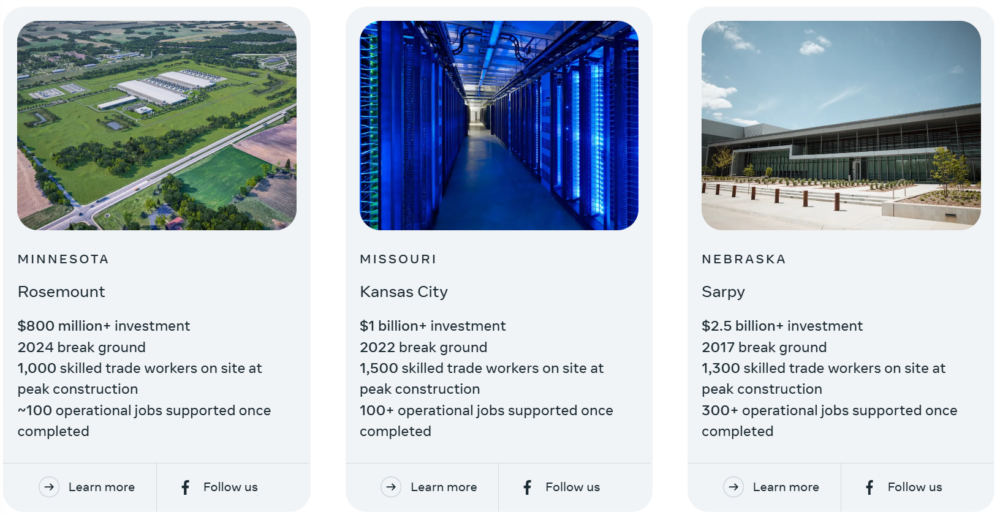 MINNESOTA
Rosemount
$800 million+ investment
2024 break ground
1,000 skilled trade workers on site at
peak construction
~100 operational jobs supported once
completed
Learn more
Follow us
MISSOURI
Kansas City
$1 billion+ investment
2022 break ground
1,500 skilled trade workers on site at
peak construction
100+ operational jobs supported once
completed
Learn more
Follow us
NEBRASKA
Sarpy
$2.5 billion+ investment
2017 break ground
1,300 skilled trade workers on site at
peak construction
300+ operational jobs supported once
completed
Learn more
Follow us